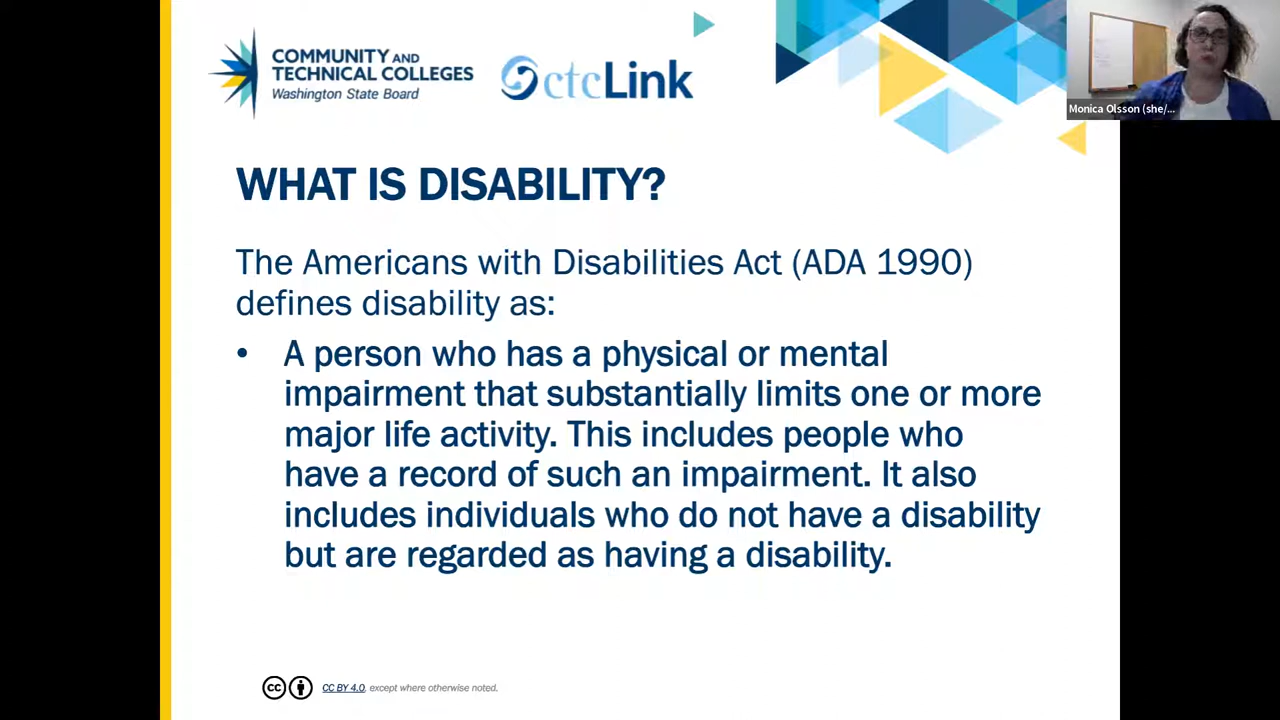 COMMUNITY AND
TECHNICAL COLLEGES
Washington State Board
ctcLink
Monica Olsson (she/...
WHAT IS DISABILITY?
The Americans with Disabilities Act (ADA 1990)
defines disability as:
• A person who has a physical or mental
impairment that substantially limits one or more
major life activity. This includes people who
have a record of such an impairment. It also
includes individuals who do not have a disability
but are regarded as having a disability.
cc CC BY 4.0, except where otherwise noted.